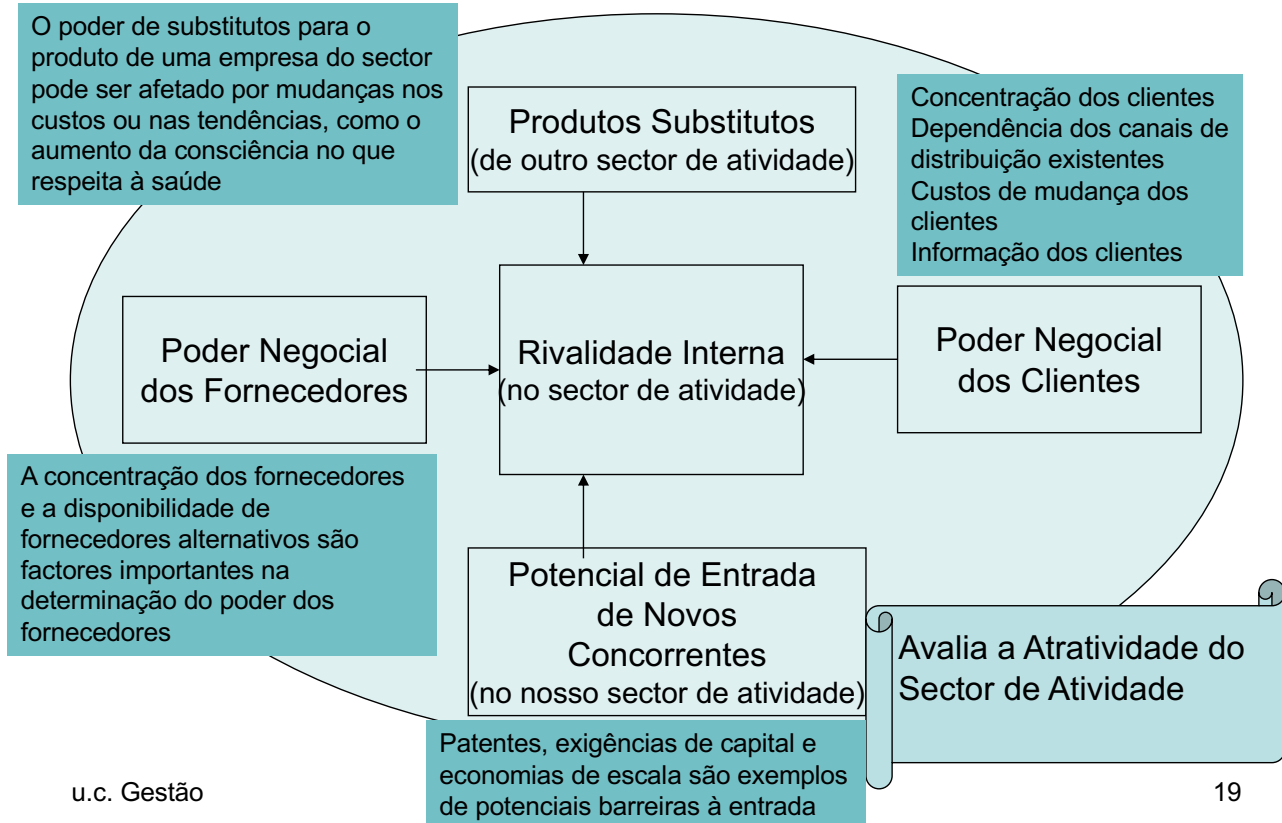 O poder de substitutos para o
produto de uma empresa do sector
pode ser afetado por mudanças nos
custos ou nas tendências, como o
aumento da consciência no que
respeita à saúde
Produtos Substitutos
(de outro sector de atividade)
Concentração dos clientes
Dependência dos canais de
distribuição existentes
Custos de mudança dos
clientes
Informação dos clientes
Poder Negocial
dos Fornecedores
Rivalidade Interna
(no sector de atividade)
Poder Negocial
dos Clientes
A concentração dos fornecedores
e a disponibilidade de
fornecedores alternativos são
factores importantes na
determinação do poder dos
fornecedores
Potencial de Entrada
de Novos
Concorrentes
(no nosso sector de atividade)
Avalia a Atratividade do
Sector de Atividade
Patentes, exigências de capital e
economias de escala são exemplos
de potenciais barreiras à entrada
u.c. Gestão
19